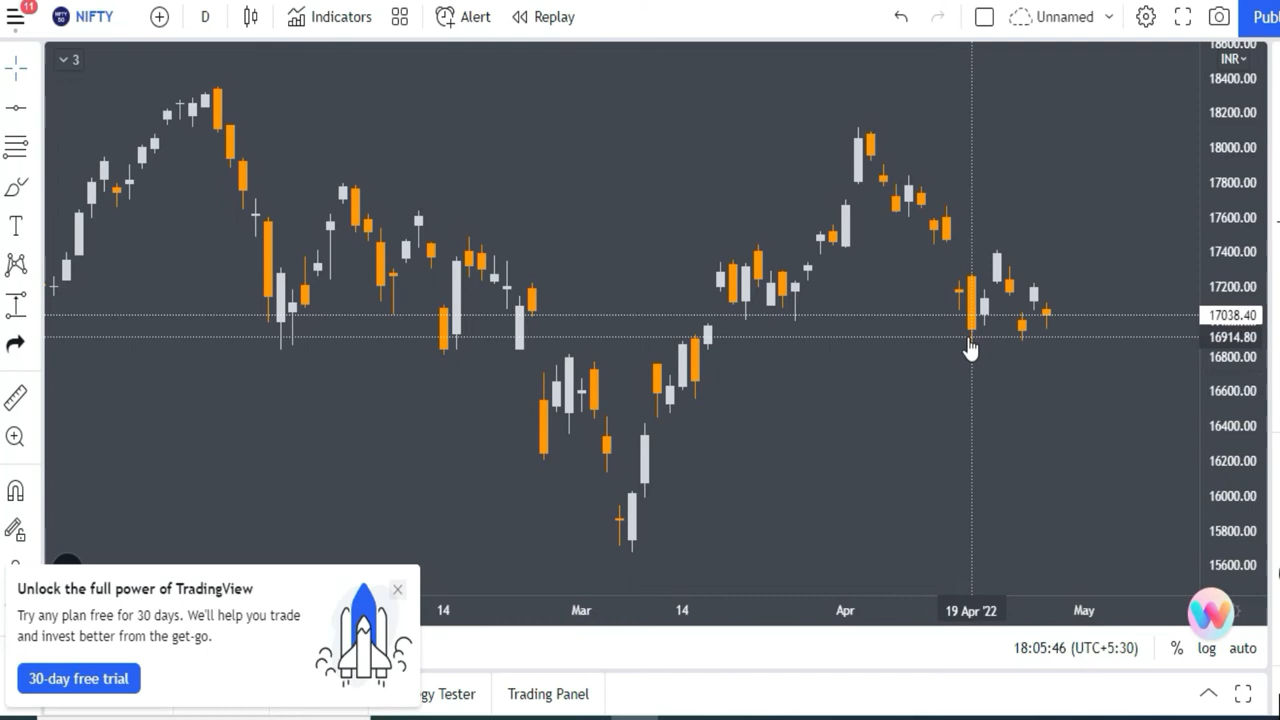 11
NIFTY
50
NIFTY
D
Indicators
Alert
Replay
Unnamed
Publ
3
18600.00
INR
18400.00
18200.00
18000.00
17800.00
17600.00
17400.00
17200.00
17038.40
16914.80
16800.00
16600.00
16400.00
16200.00
16000.00
15800.00
15600.00
T
14
Mar
14
Apr
19 Apr '22
May
Unlock the full power of TradingView
Try any plan free for 30 days. We'll help you trade
and invest better from the get-go.
30-day free trial
18:05:46 (UTC+5:30)
%
log
auto
gy Tester
Trading Panel